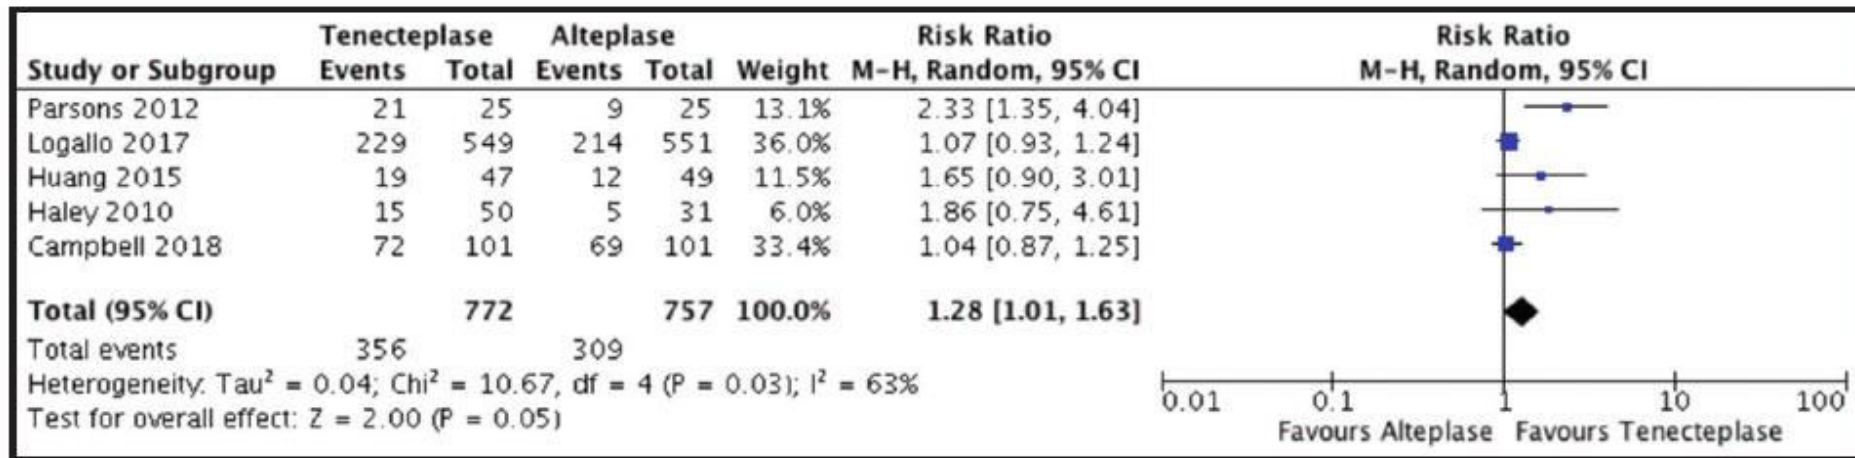 Tenecteplase Alteplase Risk Ratio Risk Ratio
Study or Subgroup Events Total Events Total Weight M-H, Random, 95% CI M-H, Random, 95% CI
Parsons 2012 21 25 9 25 13.1% 2.33 [1.35, 4.04]
Logallo 2017 229 549 214 551 36.0% 1.07 [0.93, 1.24]
Huang 2015 19 47 12 49 11.5% 1.65 [0.90, 3.01]
Haley 2010 15 50 5 31 6.0% 1.86 [0.75, 4.61]
Campbell 2018 72 101 69 101 33.4% 1.04 [0.87, 1.25]
Total (95% CI) 772 757 100.0% 1.28 [1.01, 1.63]
Total events 356 309
Heterogeneity: Tau² = 0.04; Chi² = 10.67, df = 4 (P = 0.03); I² = 63%
Test for overall effect: Z = 2.00 (P = 0.05)
0.01 0.1 1 10 100
Favours Alteplase Favours Tenecteplase